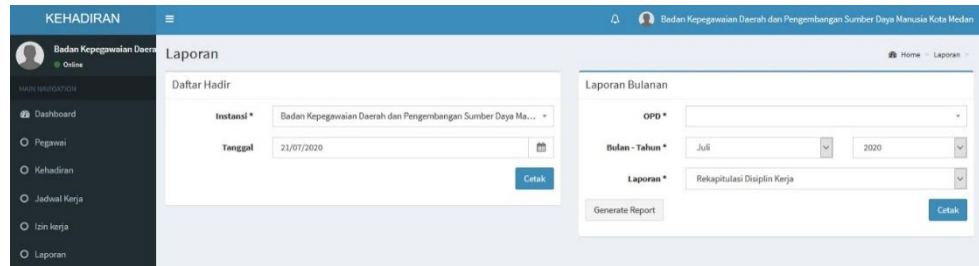 KEHADIRAN
Badan Kepegawaian Daerah dan Pengembangan Sumber Daya Manusia Kota Medan
Badan Kepegawaian Daera
Online
MAIN NAVIGATION
Dashboard
Pegawai
Kehadiran
Jadwal Kerja
Izin kerja
Laporan
Laporan
Home
Laporan
Daftar Hadir
Instansi * Badan Kepegawaian Daerah dan Pengembangan Sumber Daya Ma...
Tanggal 21/07/2020
Cetak
Laporan Bulanan
OPD *
Bulan - Tahun * Juli 2020
Laporan * Rekapitulasi Disiplin Kerja
Generate Report Cetak